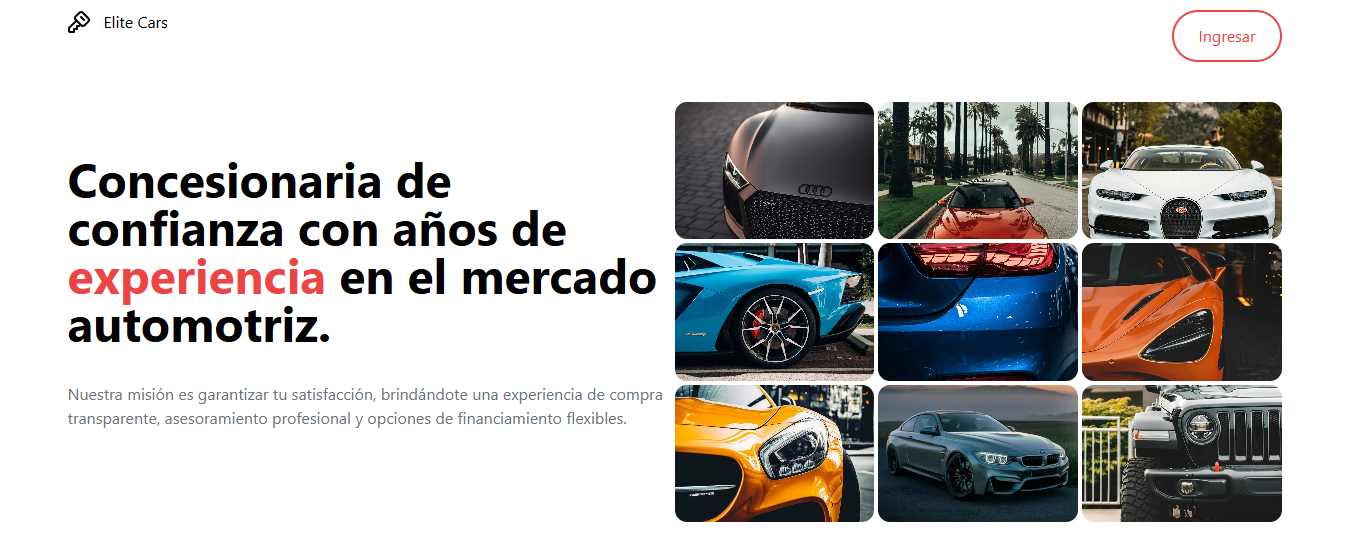 Elite Cars
Ingresar
Concesionaria de
confianza con años de
experiencia en el mercado
automotriz.
Nuestra misión es garantizar tu satisfacción, brindándote una experiencia de compra
transparente, asesoramiento profesional y opciones de financiamiento flexibles.